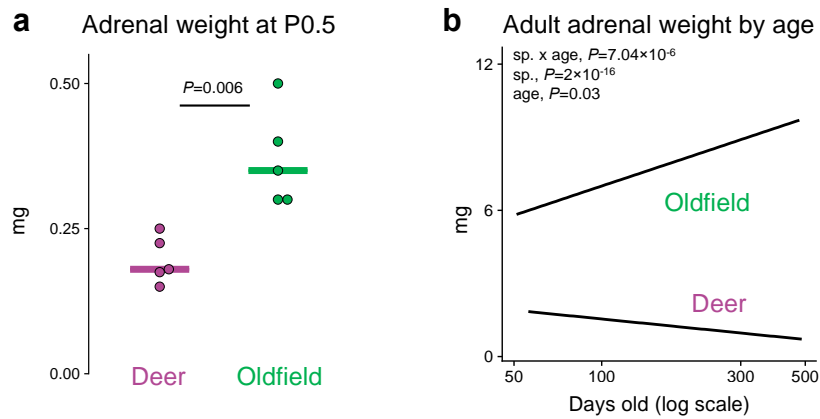 a Adrenal weight at P0.5
0.50
0.25
0.00
mg
P=0.006
Deer Oldfield
b Adult adrenal weight by age
sp. x age, P=7.04×10⁻⁶
sp., P=2×10⁻¹⁶
age, P=0.03
12
6
0
mg
Oldfield
Deer
50 100 300 500
Days old (log scale)